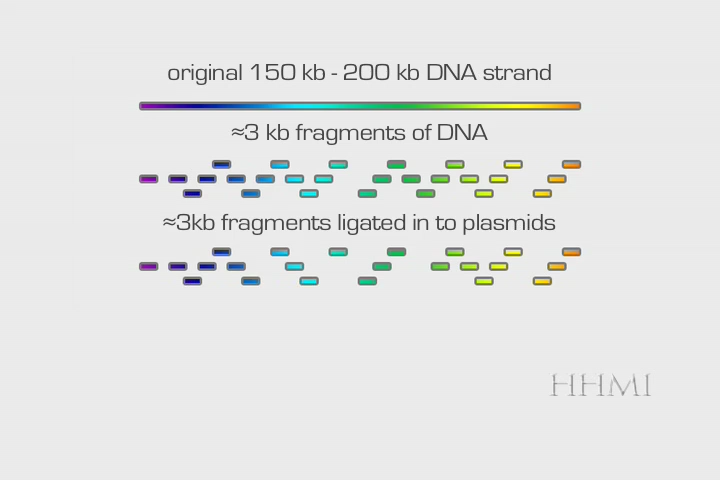 original 150 kb - 200 kb DNA strand
≈3 kb fragments of DNA
≈3kb fragments ligated in to plasmids
HHMI